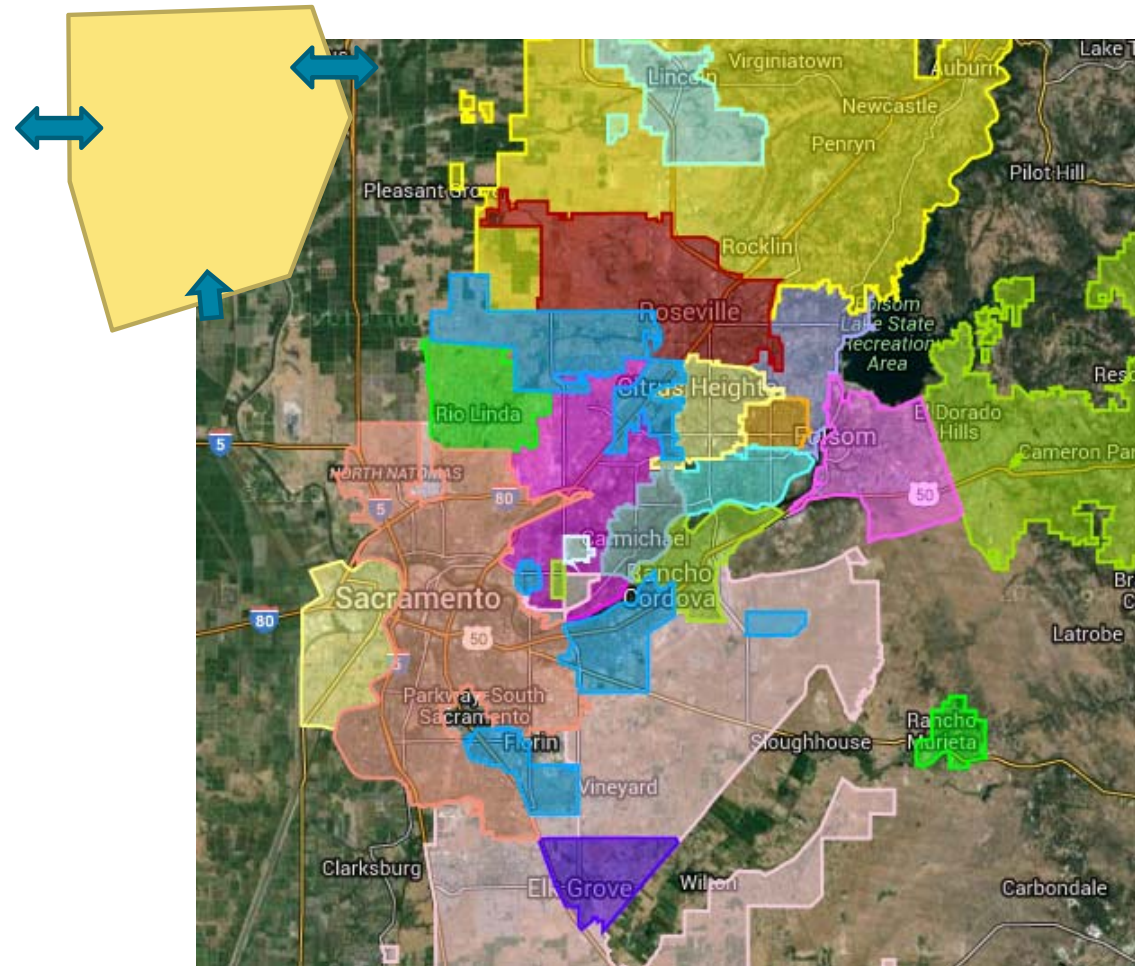 Lake T
Virginiatown
Lincoln
Auburn
Newcastle
Penryn
Pilot Hill
Pleasant Grove
Rocklin
Roseville
Folsom
Lake State
Recreation
Area
Citrus Heights
Reso
Rio Linda
El Dorado
Hills
Folsom
5
Cameron Par
NORTH NATOMAS
80
5
50
Carmichael
Rancho
Cordova
Sacramento
80
50
Latrobe
5
Parkway-South
Sacramento
Rancho
Murieta
Florin
Sloughhouse
Vineyard
Clarksburg
Elk Grove
Wilton
Carbondale